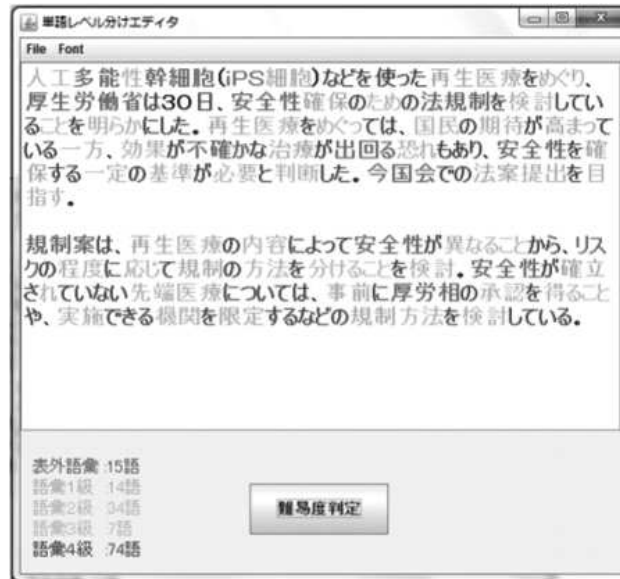 単語レベル分けエディタ
File Font
人工多能性幹細胞(iPS細胞)などを使った再生医療をめぐり、
厚生労働省は30日、安全性確保のための法規制を検討してい
ることを明らかにした。再生医療をめぐっては、国民の期待が高まって
いる一方、効果が不確かな治療が出回る恐れもあり、安全性を確
保する一定の基準が必要と判断した。今国会での法案提出を目
指す。
規制案は、再生医療の内容によって安全性が異なることから、リス
クの程度に応じて規制の方法を分けることを検討。安全性が確立
されていない先端医療については、事前に厚労相の承認を得ること
や、実施できる機関を限定するなどの規制方法を検討している。
表外語彙 :15語
語彙1級 :14語
語彙2級 :34語
語彙3級 :7語
語彙4級 :74語
難易度判定